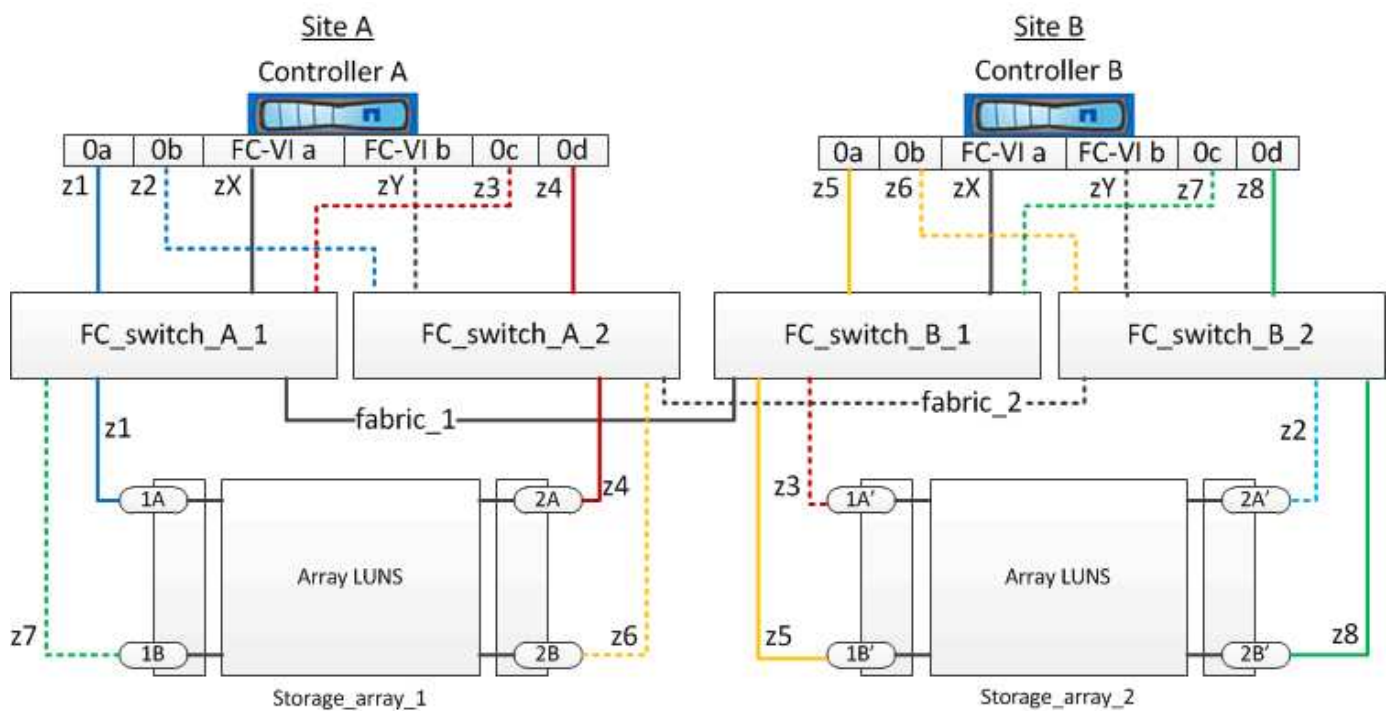 Site A
Site B
Controller A
Controller B
0a 0b FC-VI a FC-VI b 0c 0d
0a 0b FC-VI a FC-VI b 0c 0d
z1 z2 zX zY z3 z4
z5 z6 zX zY z7 z8
FC_switch_A_1
FC_switch_A_2
FC_switch_B_1
FC_switch_B_2
fabric_1
fabric_2
z1
z4
z3
z2
1A
2A
1A'
2A'
Array LUNS
Array LUNS
z7
z6
z5
z8
1B
2B
1B'
2B'
Storage_array_1
Storage_array_2